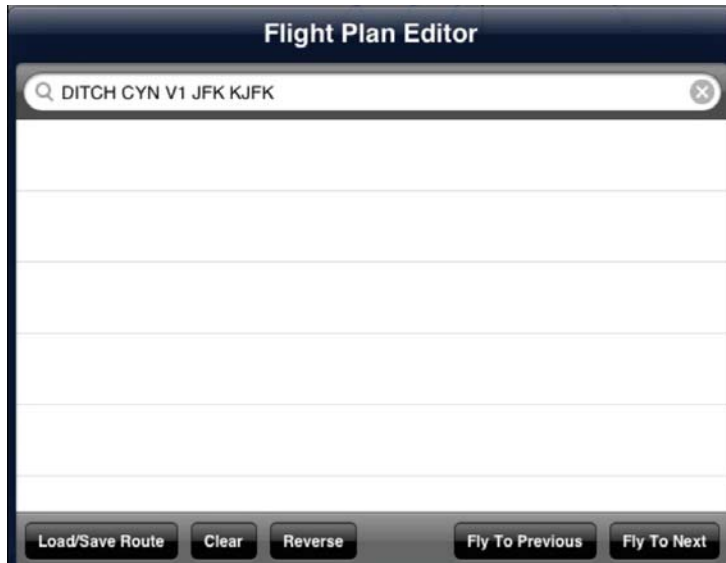 Flight Plan Editor
DITCH CYN V1 JFK KJFK
Load/Save Route Clear Reverse Fly To Previous Fly To Next